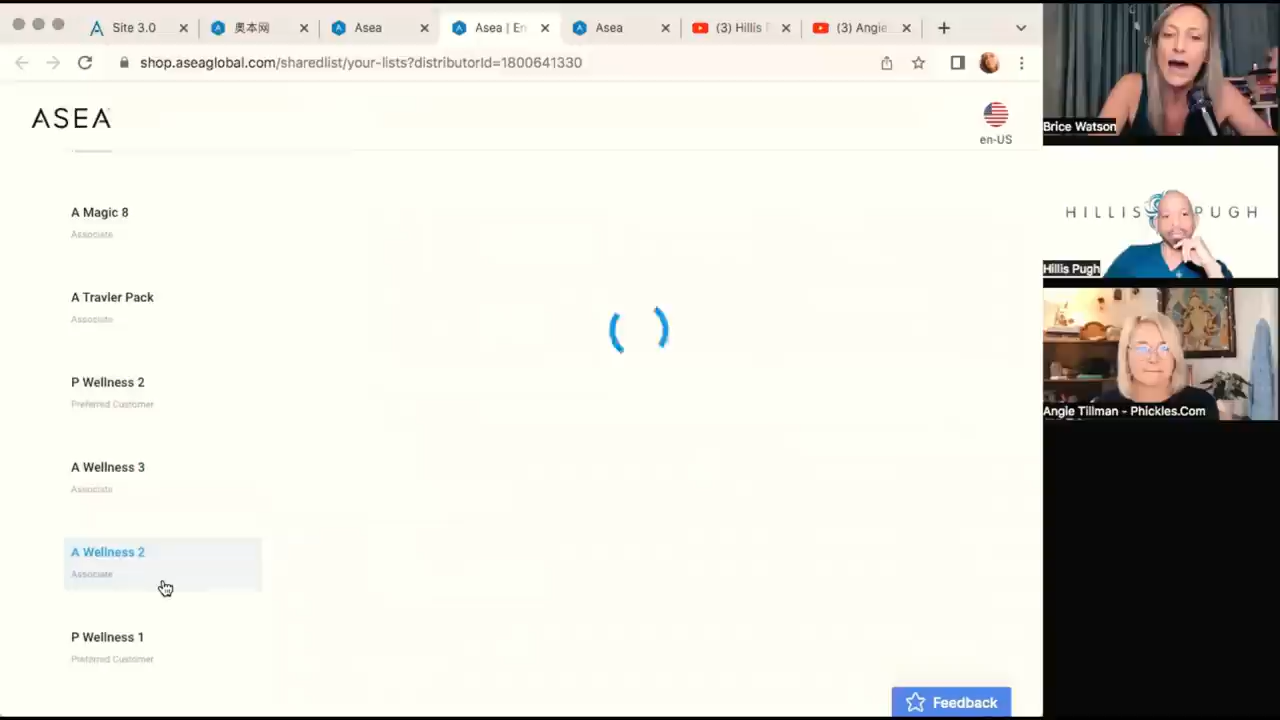 Site 3.0
奥本网
Asea
Asea | En
Asea
(3) Hillis P
(3) Angie
shop.aseaglobal.com/sharedlist/your-lists?distributorId=1800641330
ASEA
en-US
A Magic 8
Associate
A Travler Pack
Associate
P Wellness 2
Preferred Customer
A Wellness 3
Associate
A Wellness 2
Associate
P Wellness 1
Preferred Customer
Feedback
Brice Watson
HILLIS PUGH
Hillis Pugh
Angie Tillman - Phickles.Com